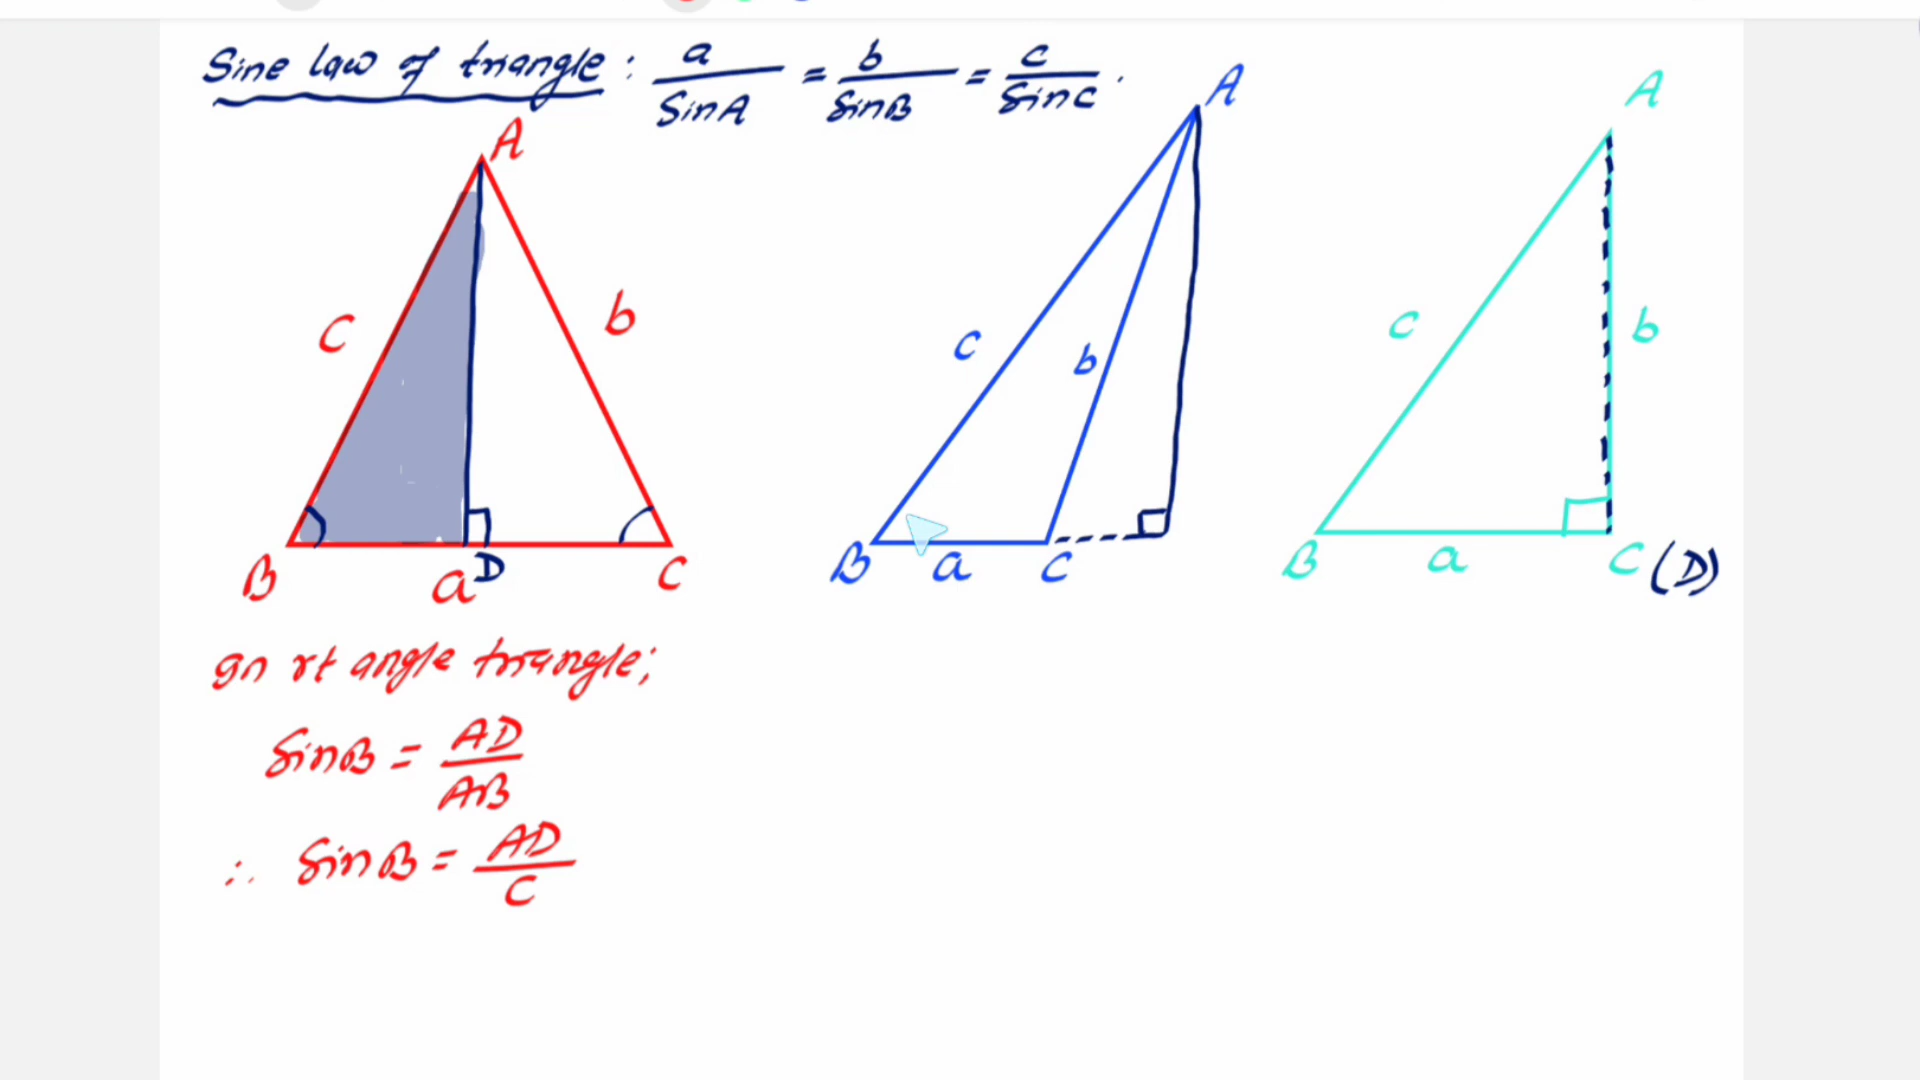 Sine law of triangle : a/SinA = b/SinB = c/SinC .
A
A
A
C
b
c
b
c
b
B
a
D
C
B
a
C
B
a
C (D)
In rt angle triangle;
SinB = AD/AB
∴ SinB = AD/C